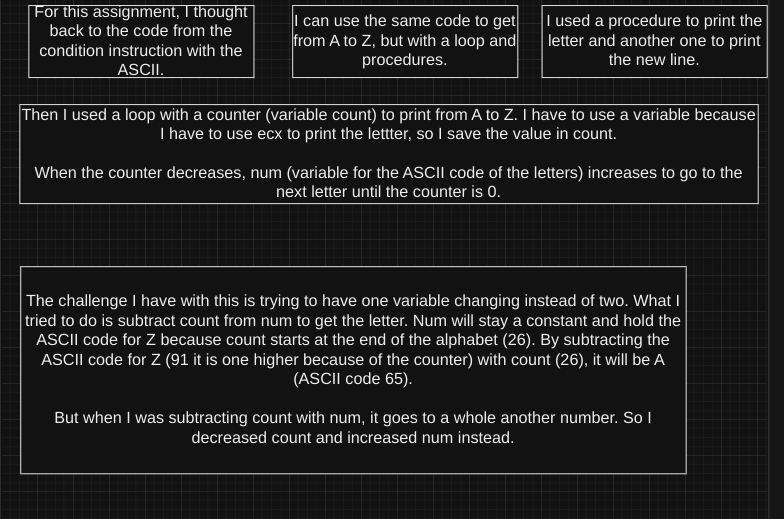 For this assignment, I thought
back to the code from the
condition instruction with the
ASCII.
I can use the same code to get
from A to Z, but with a loop and
procedures.
I used a procedure to print the
letter and another one to print
the new line.
Then I used a loop with a counter (variable count) to print from A to Z. I have to use a variable because
I have to use ecx to print the lettter, so I save the value in count.
When the counter decreases, num (variable for the ASCII code of the letters) increases to go to the
next letter until the counter is 0.
The challenge I have with this is trying to have one variable changing instead of two. What I
tried to do is subtract count from num to get the letter. Num will stay a constant and hold the
ASCII code for Z because count starts at the end of the alphabet (26). By subtracting the
ASCII code for Z (91 it is one higher because of the counter) with count (26), it will be A
(ASCII code 65).
But when I was subtracting count with num, it goes to a whole another number. So I
decreased count and increased num instead.